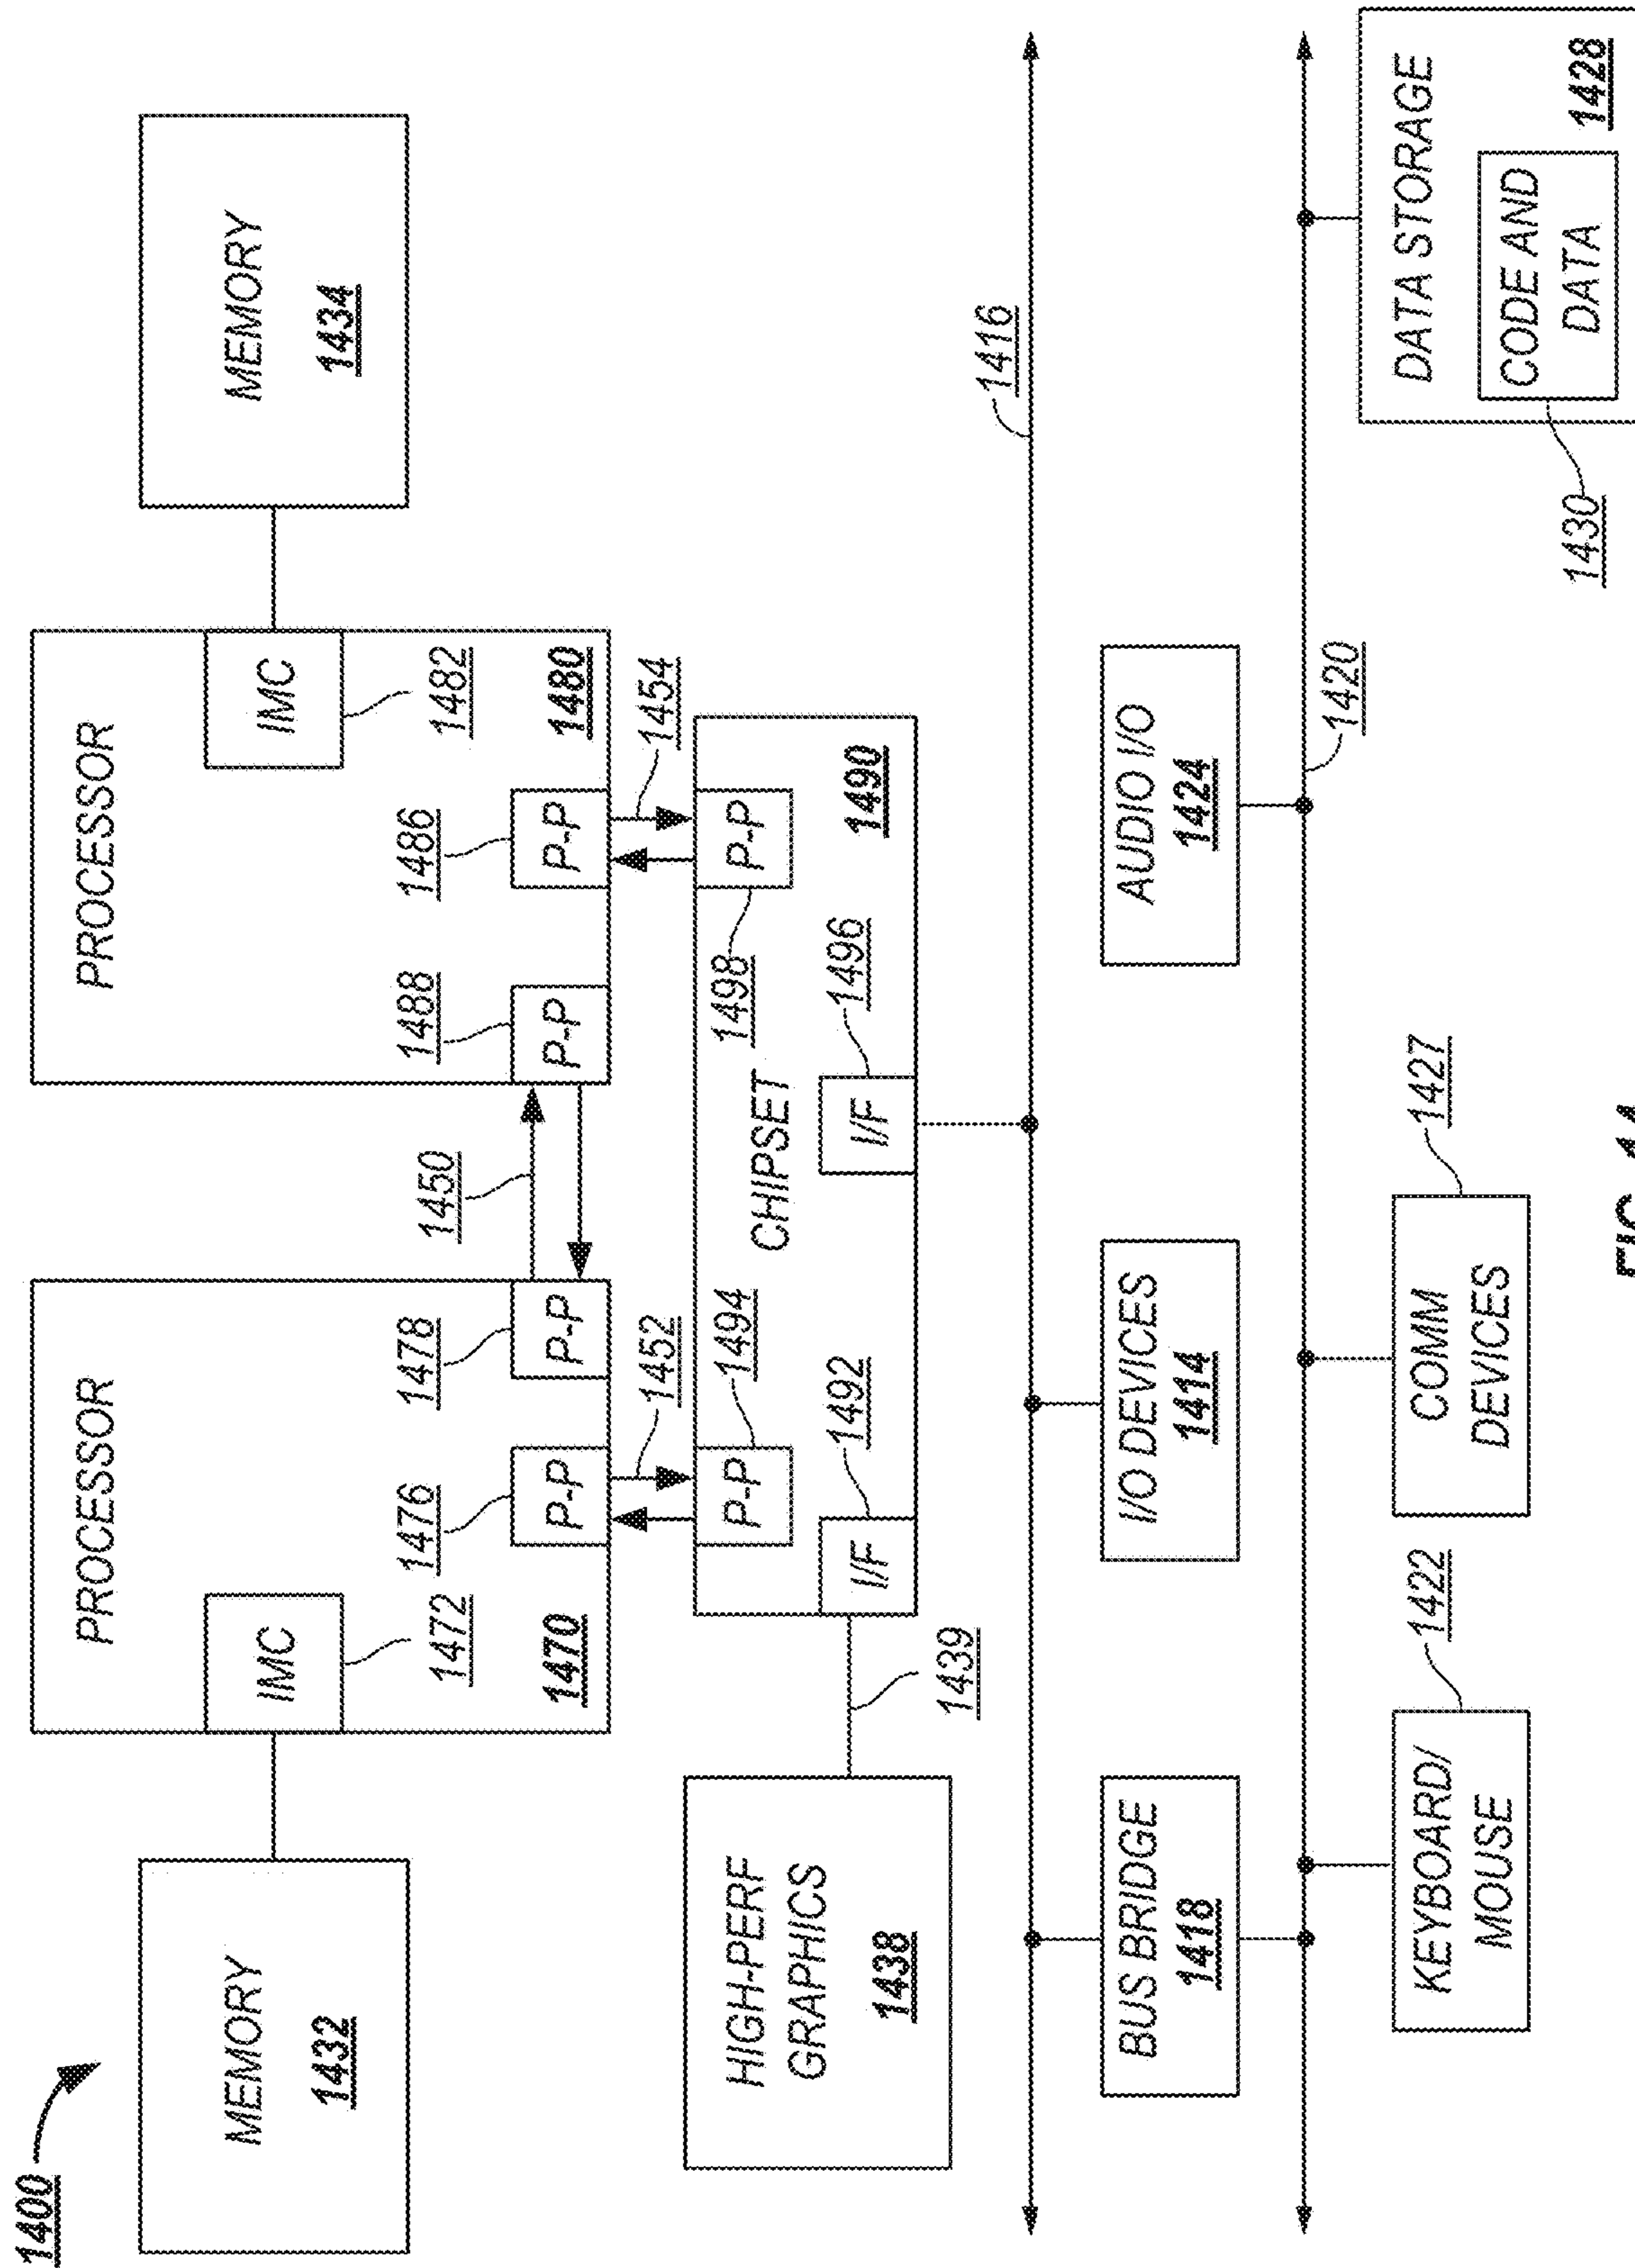 1400
MEMORY
1432
PROCESSOR
IMC
1472
1470
1476
P-P
1478
P-P
1450
PROCESSOR
1488
P-P
1486
P-P
IMC
1482
1480
MEMORY
1434
1452
1454
P-P
1494
CHIPSET
1498
P-P
1490
I/F
1492
I/F
1496
HIGH-PERF
GRAPHICS
1438
1439
1416
BUS BRIDGE
1418
I/O DEVICES
1414
AUDIO I/O
1424
1420
KEYBOARD/
MOUSE
1422
COMM
DEVICES
1427
DATA STORAGE
CODE AND
DATA
1428
1430